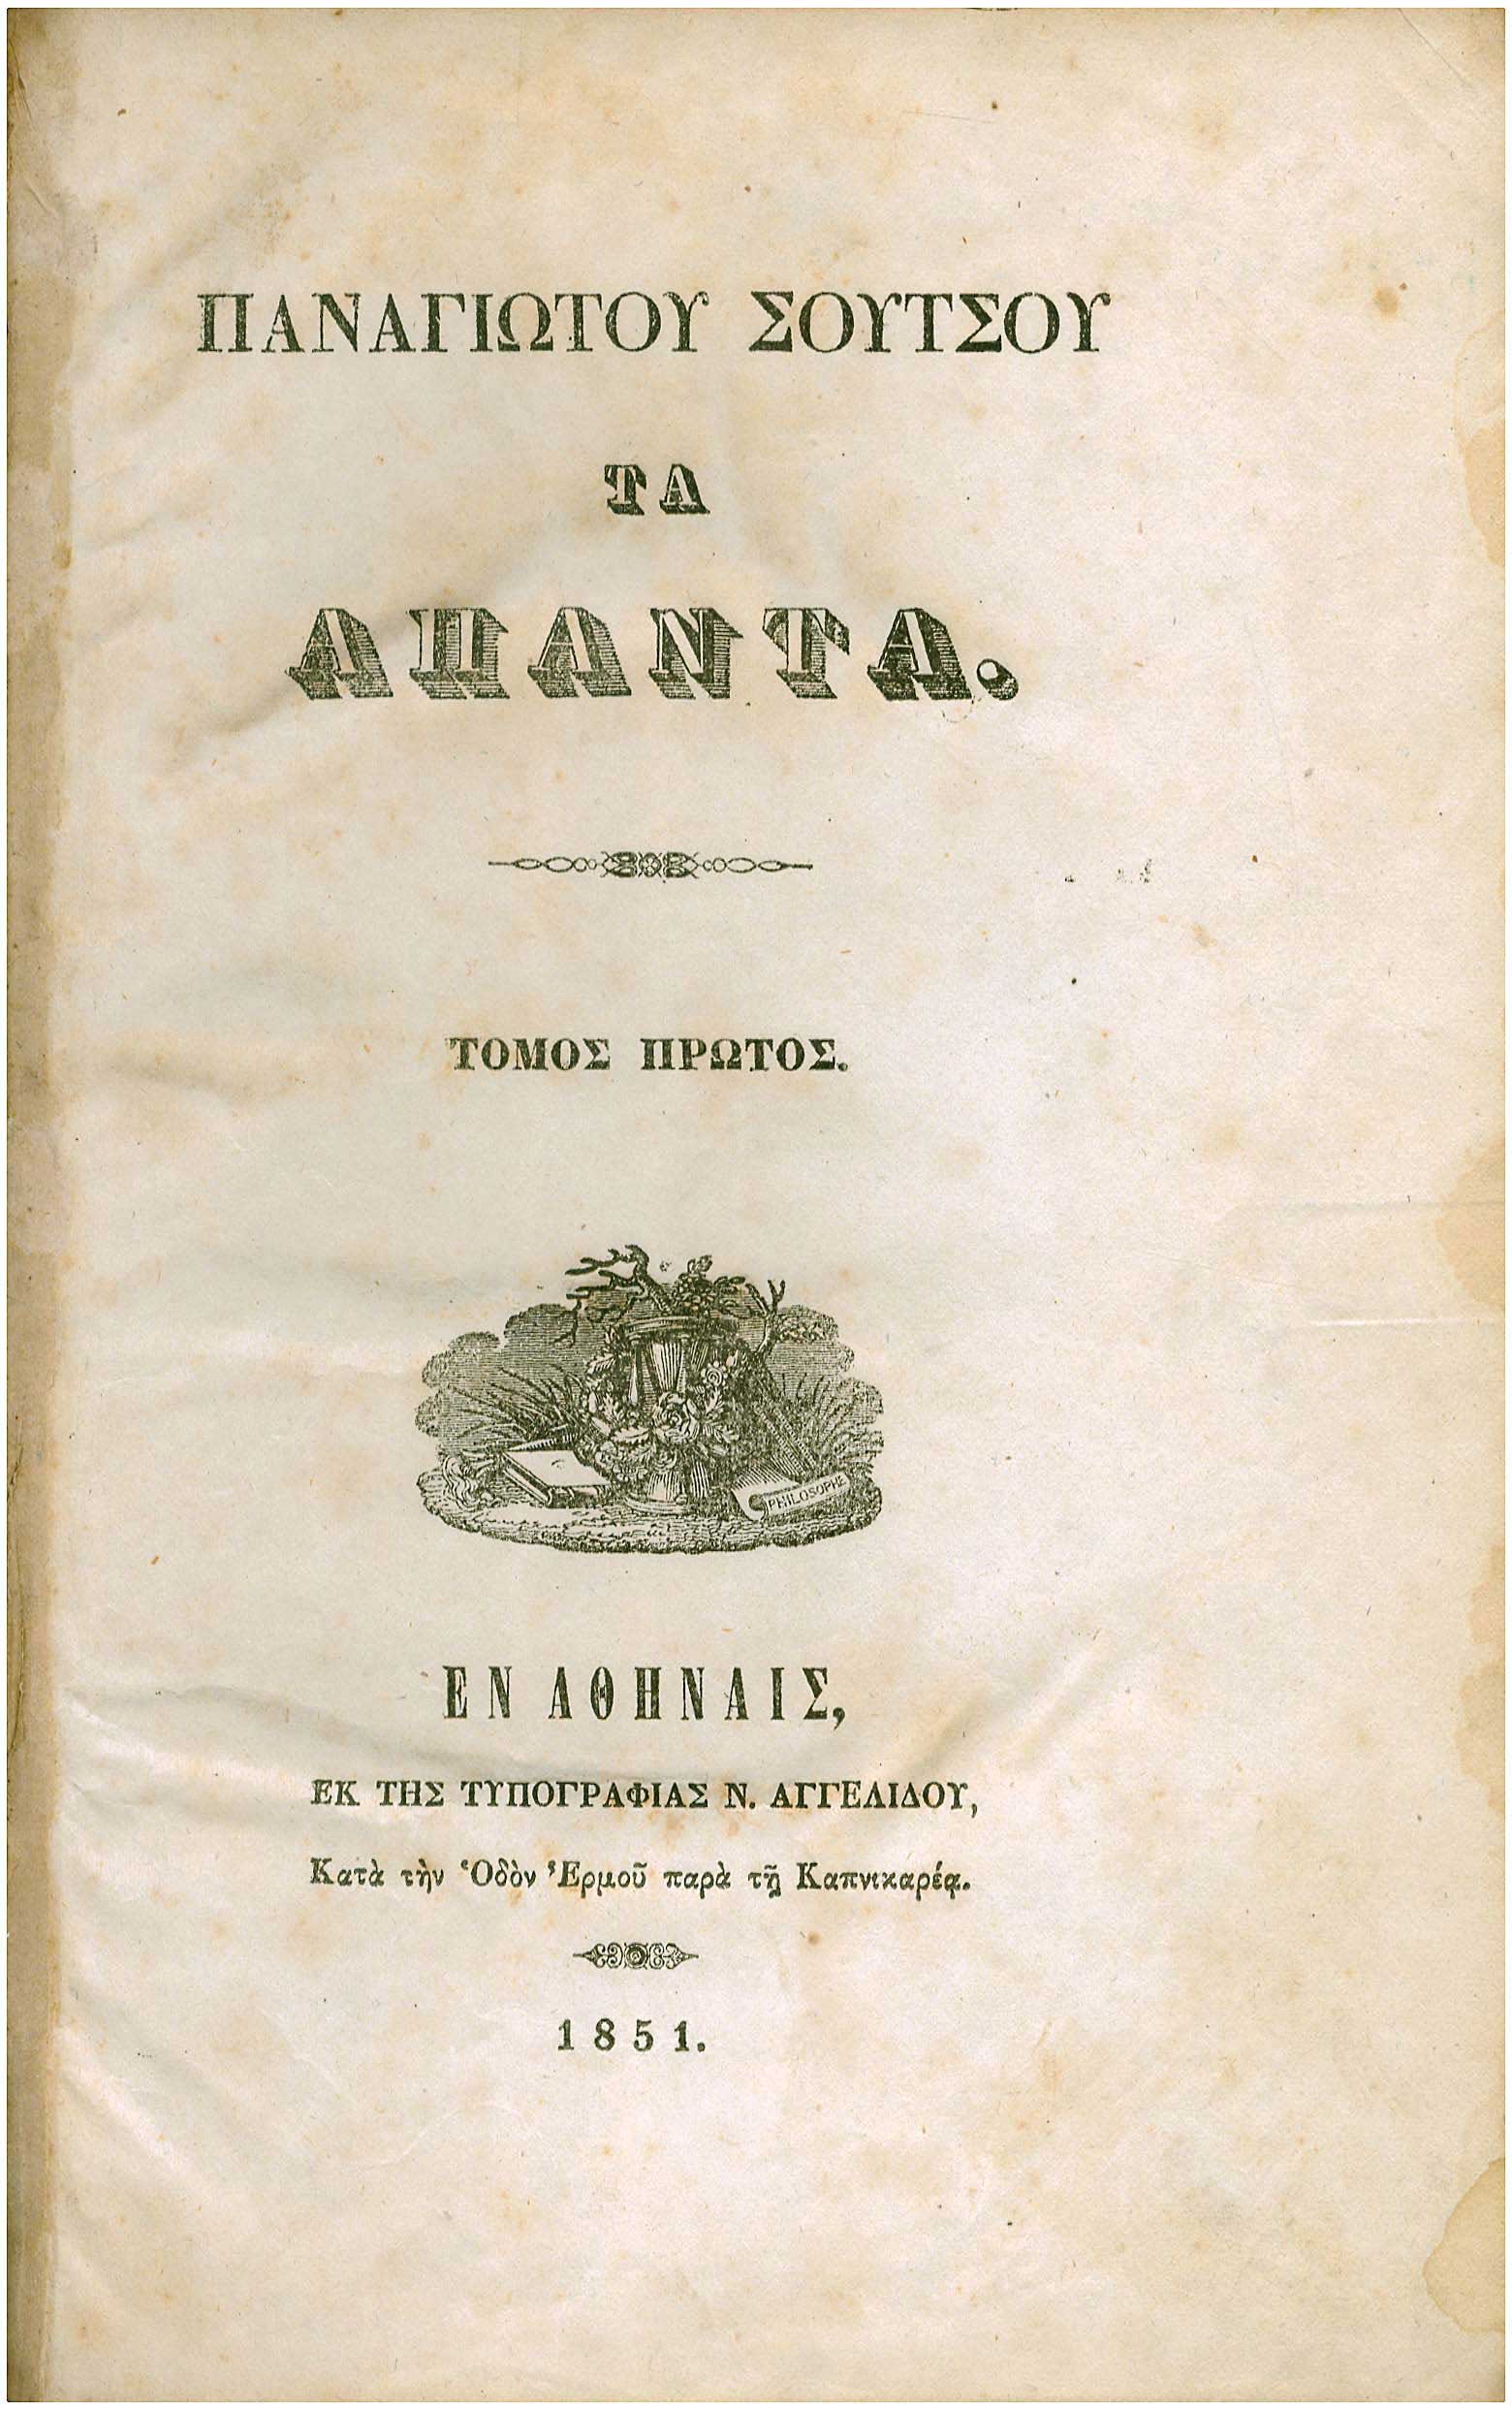 ΠΑΝΑΓΙΩΤΟΥ ΣΟΥΤΣΟΥ
ΤΑ
ΑΠΑΝΤΑ.
ΤΟΜΟΣ ΠΡΩΤΟΣ.
PHILOSOPHE
ΕΝ ΑΘΗΝΑΙΣ,
ΕΚ ΤΗΣ ΤΥΠΟΓΡΑΦΙΑΣ Ν. ΑΓΓΕΛΙΔΟΥ,
Κατὰ τὴν Ὁδὸν Ἑρμοῦ παρὰ τῇ Καπνικαρέᾳ.
1851.